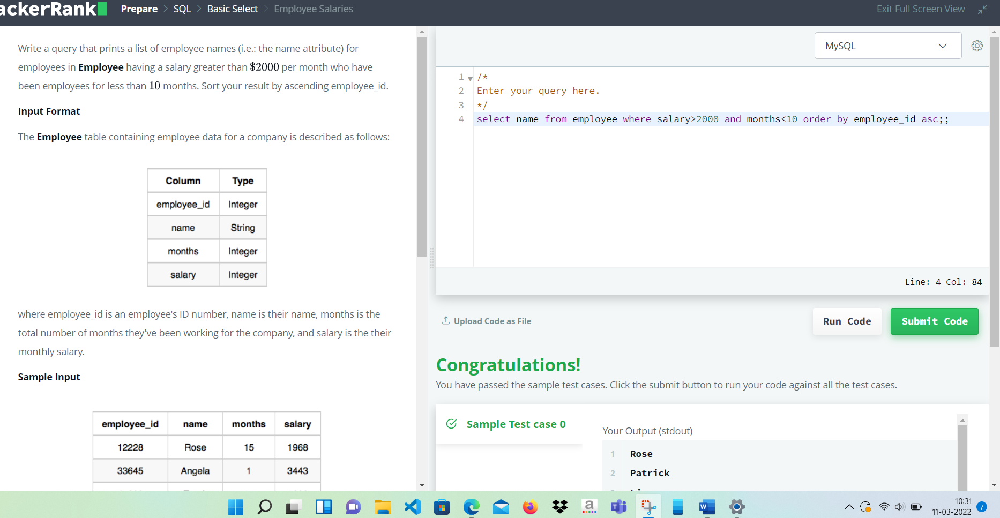 ackerRank
Prepare > SQL > Basic Select > Employee Salaries
Exit Full Screen View
Write a query that prints a list of employee names (i.e.: the name attribute) for
employees in Employee having a salary greater than $2000 per month who have
been employees for less than 10 months. Sort your result by ascending employee_id.
Input Format
The Employee table containing employee data for a company is described as follows:
Column Type
employee_id Integer
name String
months Integer
salary Integer
where employee_id is an employee's ID number, name is their name, months is the
total number of months they've been working for the company, and salary is the their
monthly salary.
Sample Input
employee_id name months salary
12228 Rose 15 1968
33645 Angela 1 3443
MySQL
1 /*
2 Enter your query here.
3 */
4 select name from employee where salary>2000 and months<10 order by employee_id asc;;
Line: 4 Col: 84
Upload Code as File
Run Code
Submit Code
Congratulations!
You have passed the sample test cases. Click the submit button to run your code against all the test cases.
Sample Test case 0
Your Output (stdout)
1 Rose
2 Patrick
10:31
11-03-2022
7